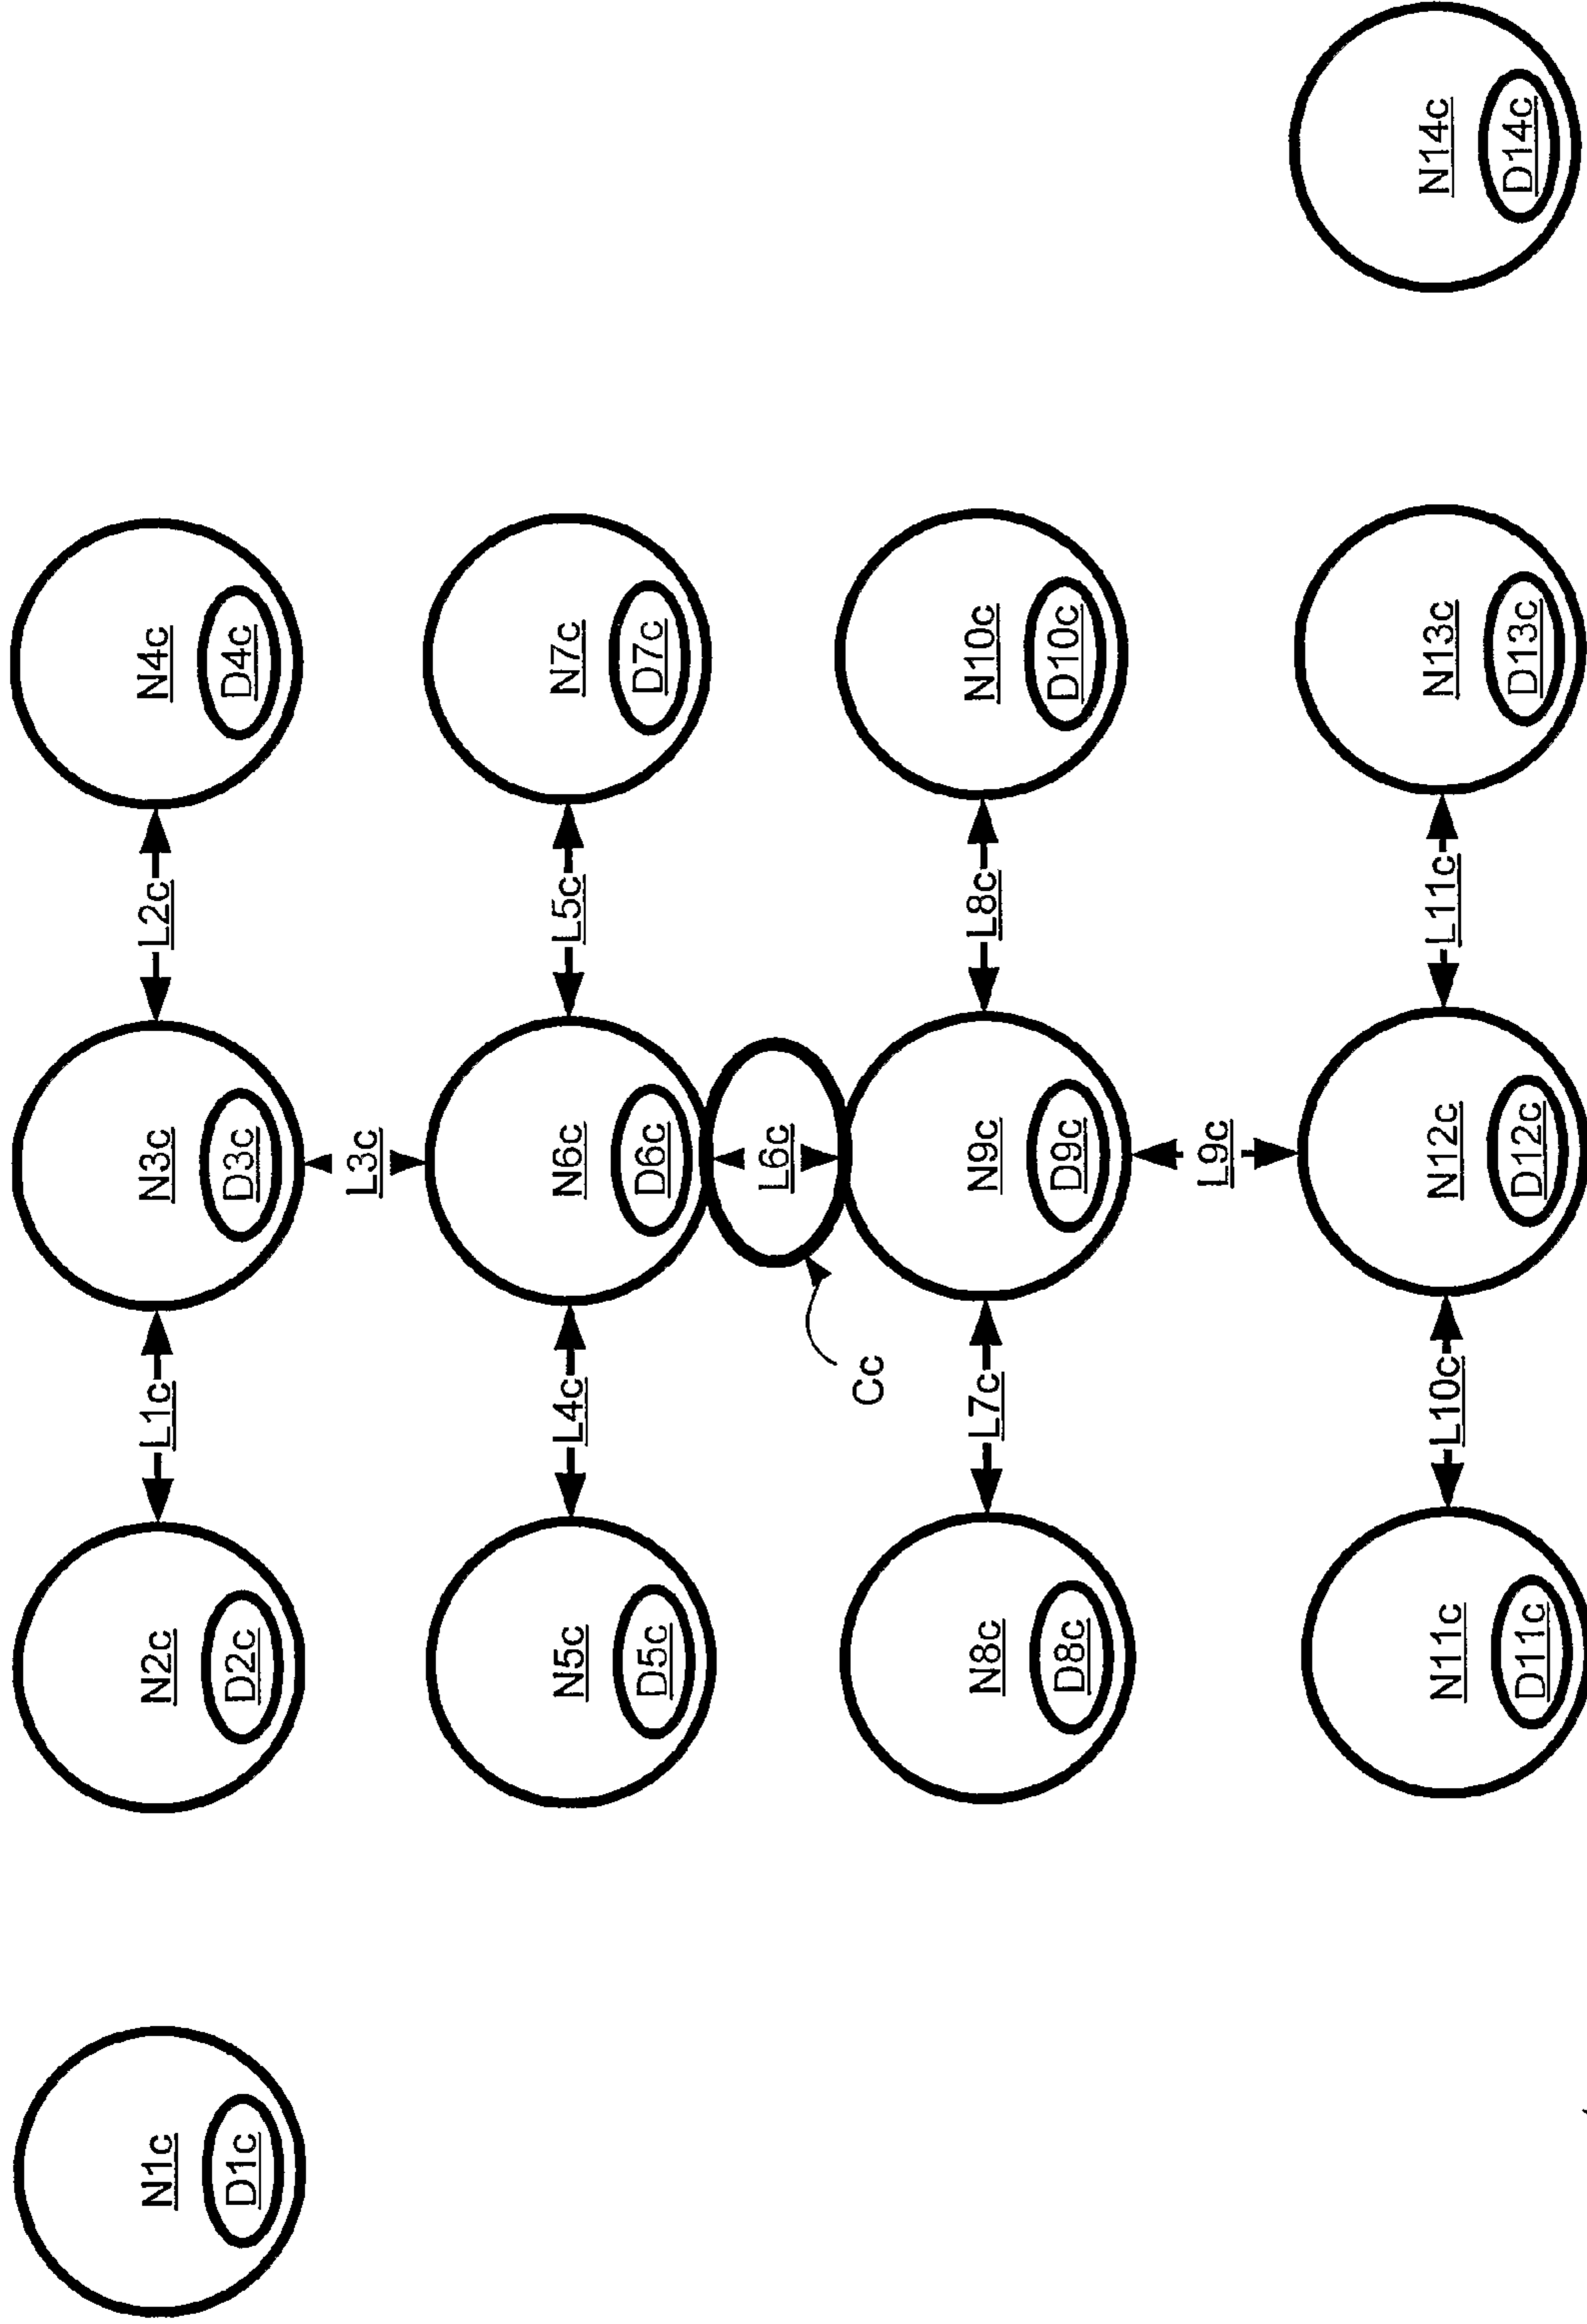 N1c
N2c
L1c
N3c
L2c
N4c
D1c
D2c
D3c
D4c
L3c
N5c
L4c
N6c
L5c
N7c
D5c
D6c
D7c
L6c
Cc
N8c
L7c
N9c
L8c
N10c
D8c
D9c
D10c
L9c
N11c
L10c
N12c
L11c
N13c
N14c
D11c
D12c
D13c
D14c